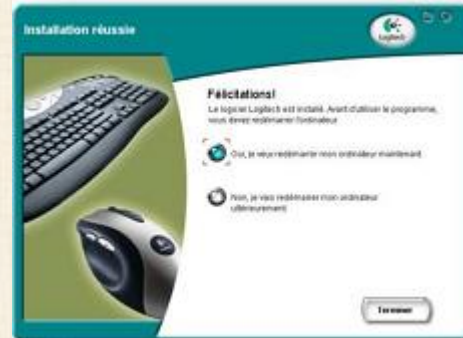 Installation réussie
Logitech
Félicitations!
Le logiciel Logitech est installé. Avant d'utiliser le programme,
vous devez redémarrer l'ordinateur
Oui, je veux redémarrer mon ordinateur maintenant.
Non, je vais redémarrer mon ordinateur
ultérieurement.
Terminer